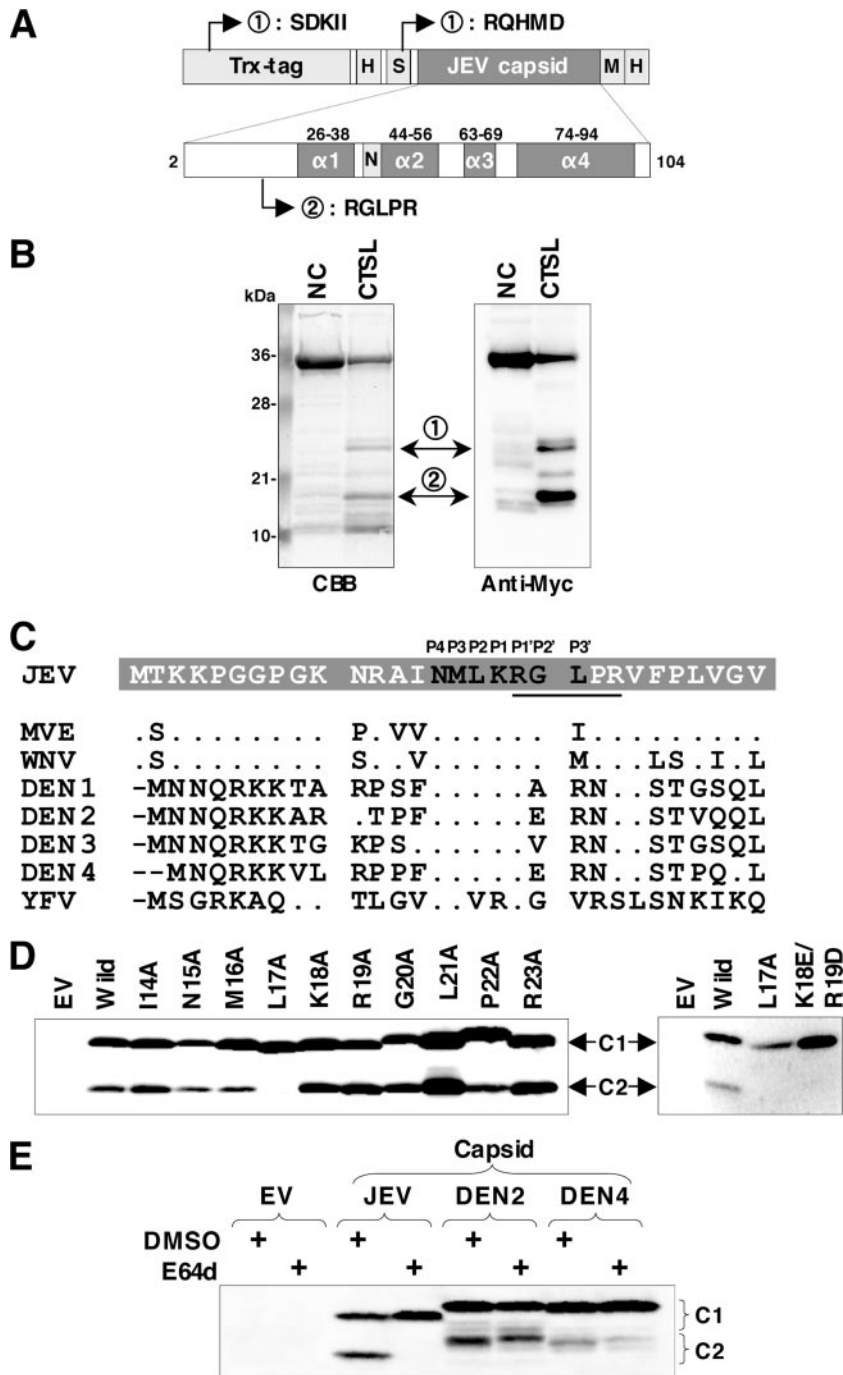 A
① : SDKII
① : RQHMD
Trx-tag H S JEV capsid M H
26-38 44-56 63-69 74-94
2 α1 N α2 α3 α4 104
② : RGLPR
B
NC CTSL NC CTSL
kDa
36-
28-
21-
10-
①
②
CBB
Anti-Myc
C
P4 P3 P2 P1 P1' P2' P3'
JEV MTKKPGGPGK NRAINMLKRG LPRVFPLVGV
MVE .S........ P.VV...... I.........
WNV .S........ S..V...... M...LS.I.L
DEN1 -MNNQRKKTA RPSF.....A RN..STGSQL
DEN2 -MNNQRKKAR .TPF.....E RN..STVQQL
DEN3 -MNNQRKKTG KPS......V RN..STGSQL
DEN4 --MNQRKKVL RPPF.....E RN..STPQ.L
YFV -MSGRKAQ.. TLGV..VR.G VRSLSNKIKQ
D
EV Wild I14A N15A M16A L17A K18A R19A G20A L21A P22A R23A
EV Wild L17A K18E/R19D
C1
C2
E
Capsid
EV JEV DEN2 DEN4
DMSO + + + +
E64d + + + +
C1
C2